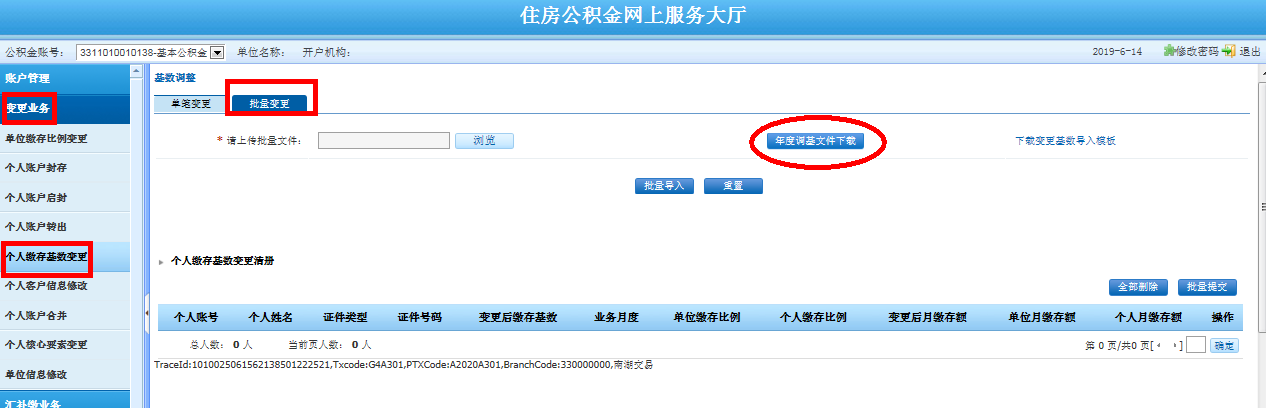 住房公积金网上服务大厅
公积金账号： 3311010010138-基本公积金 单位名称： 开户机构： 2019-6-14 修改密码 退出
账户管理
变更业务
单位缴存比例变更
个人账户封存
个人账户启封
个人账户转出
个人缴存基数变更
个人客户信息修改
个人账户合并
个人核心要素变更
单位信息修改
汇补缴业务
基数调整
单笔变更 批量变更
* 请上传批量文件： 浏览 年度调基文件下载 下载变更基数导入模板
批量导入 重置
个人缴存基数变更清册
全部删除 批量提交
个人账号 个人姓名 证件类型 证件号码 变更后缴存基数 业务月度 单位缴存比例 个人缴存比例 变更后月缴存额 单位月缴存额 个人月缴存额 操作
总人数： 0 人 当前页人数： 0 人 第 0 页/共0 页[ ] 确定
TraceId:1010025061562138501222521,Txcode:G4A301,PTXCode:A2020A301,BranchCode:330000000,南湖交易